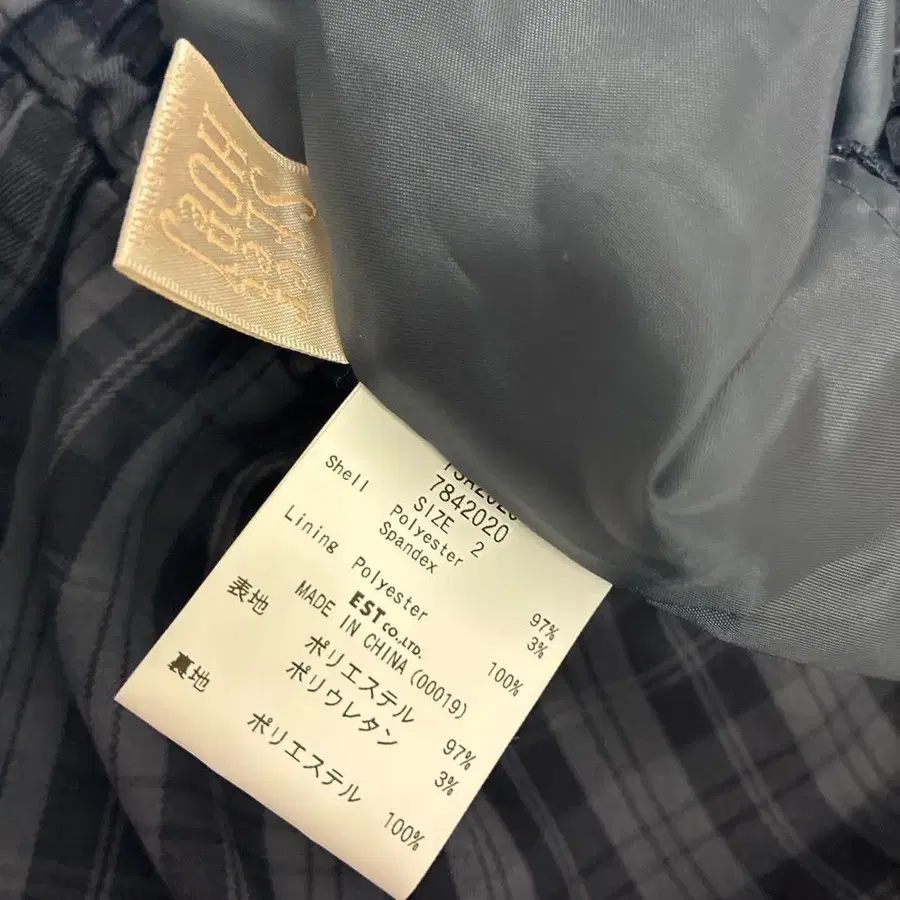 7842020
SIZE 2
Shell Polyester 97%
Spandex 3%
Lining Polyester 100%
EST CO.,LTD.
MADE IN CHINA (00019)
表地 ポリエステル 97%
ポリウレタン 3%
裏地 ポリエステル 100%